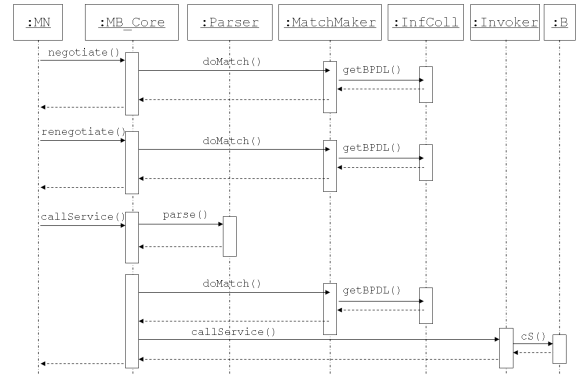 :MN :MB_Core :Parser :MatchMaker :InfColl :Invoker :B
negotiate()
doMatch()
getBPDL()
renegotiate()
doMatch()
getBPDL()
callService() parse()
doMatch()
getBPDL()
callService()
cS()